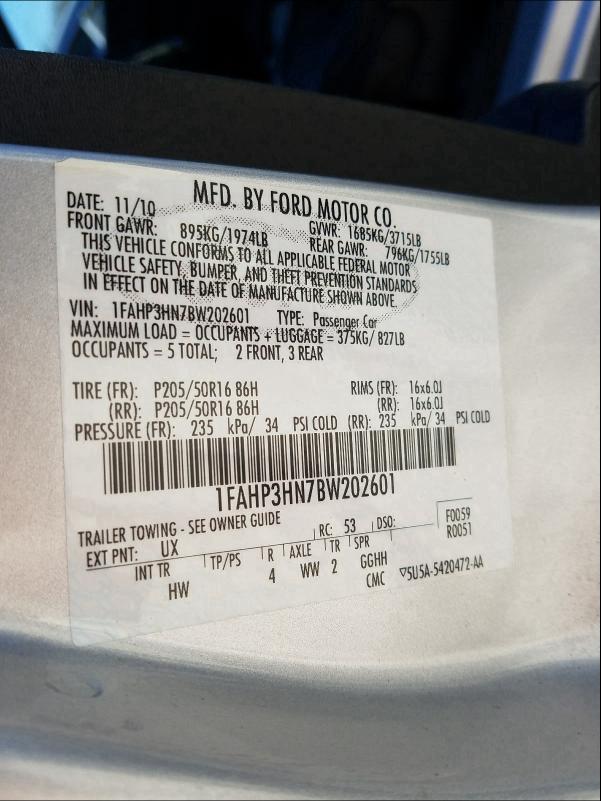 MFD. BY FORD MOTOR CO.
DATE: 11/10 GVWR: 1685KG/3715LB
FRONT GAWR: 895KG/1974LB REAR GAWR: 796KG/1755LB
THIS VEHICLE CONFORMS TO ALL APPLICABLE FEDERAL MOTOR
VEHICLE SAFETY, BUMPER, AND THEFT PREVENTION STANDARDS
IN EFFECT ON THE DATE OF MANUFACTURE SHOWN ABOVE.
VIN: 1FAHP3HN7BW202601 TYPE: Passenger Car
MAXIMUM LOAD = OCCUPANTS + LUGGAGE = 375KG/ 827LB
OCCUPANTS = 5 TOTAL; 2 FRONT, 3 REAR
TIRE (FR): P205/50R16 86H RIMS (FR): 16x6.0J
(RR): P205/50R16 86H (RR): 16x6.0J
PRESSURE (FR): 235 kPa/ 34 PSI COLD (RR): 235 kPa/ 34 PSI COLD
1FAHP3HN7BW202601
TRAILER TOWING - SEE OWNER GUIDE F0059
EXT PNT: UX RC: 53 DSO: R0051
INT TR TP/PS R AXLE TR SPR
HW 4 WW 2 GGHH
CMC ▽5U5A-5420472-AA